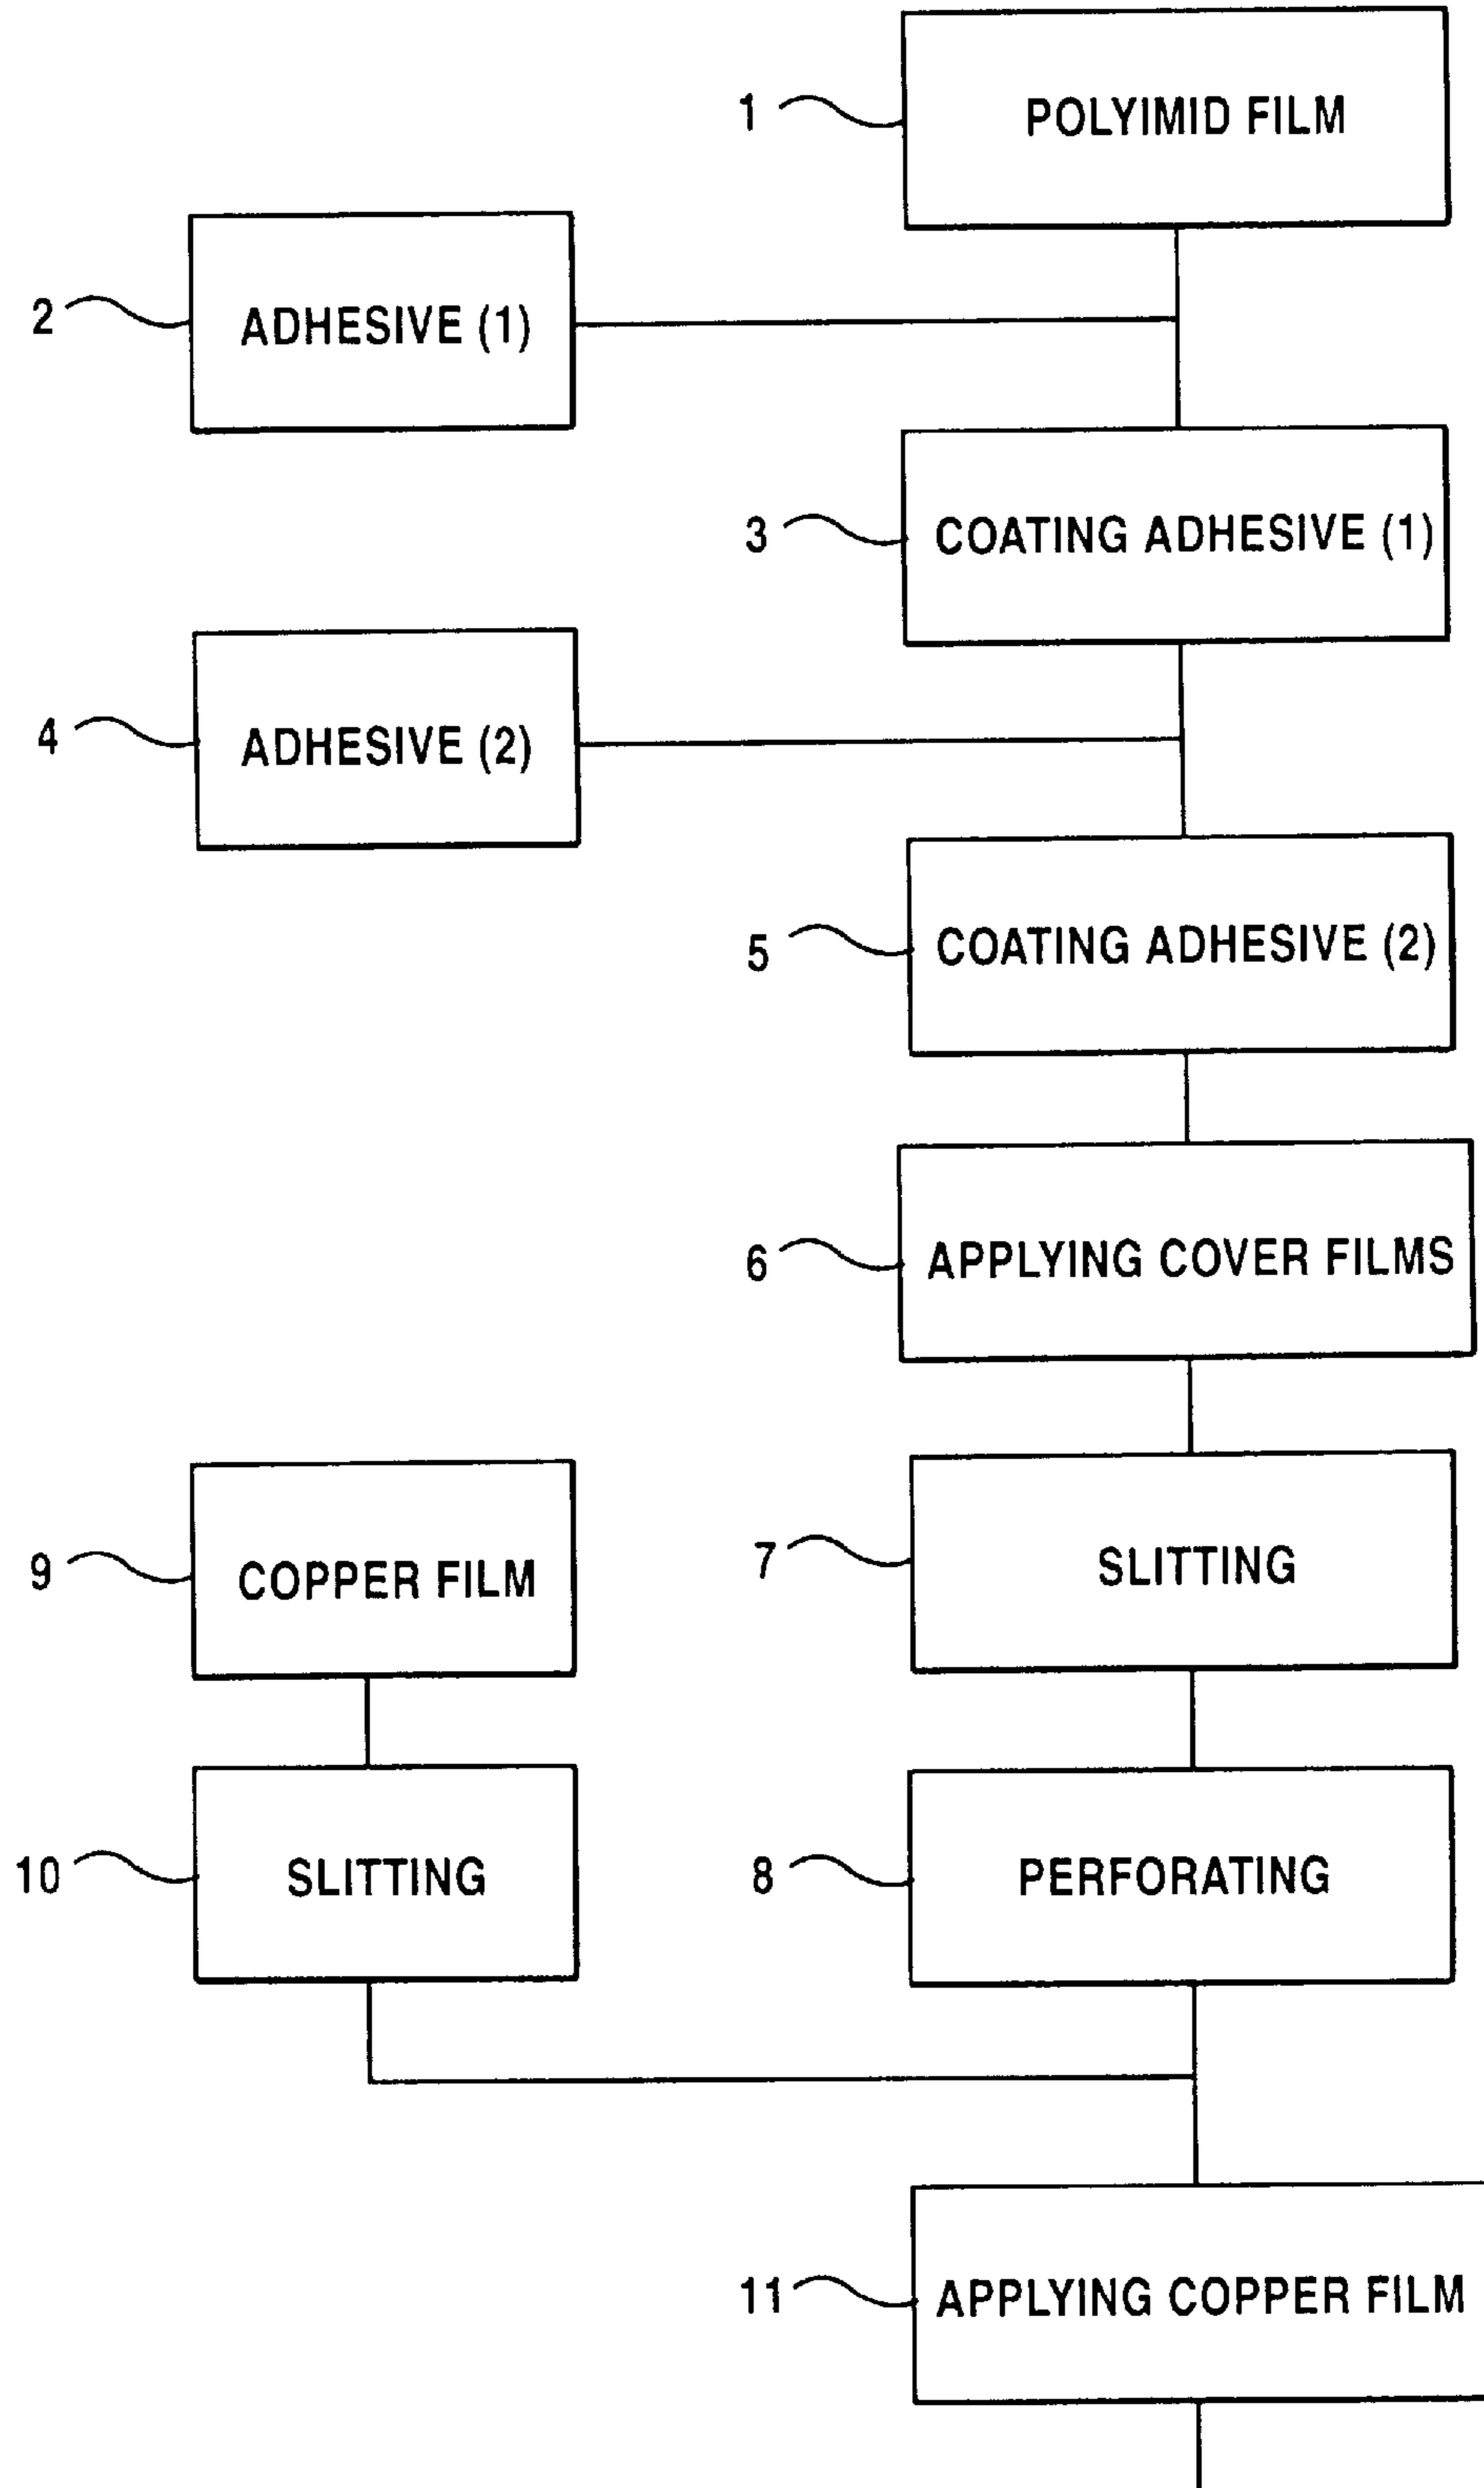 1
POLYIMID FILM
2
ADHESIVE (1)
3
COATING ADHESIVE (1)
4
ADHESIVE (2)
5
COATING ADHESIVE (2)
6
APPLYING COVER FILMS
9
COPPER FILM
7
SLITTING
10
SLITTING
8
PERFORATING
11
APPLYING COPPER FILM